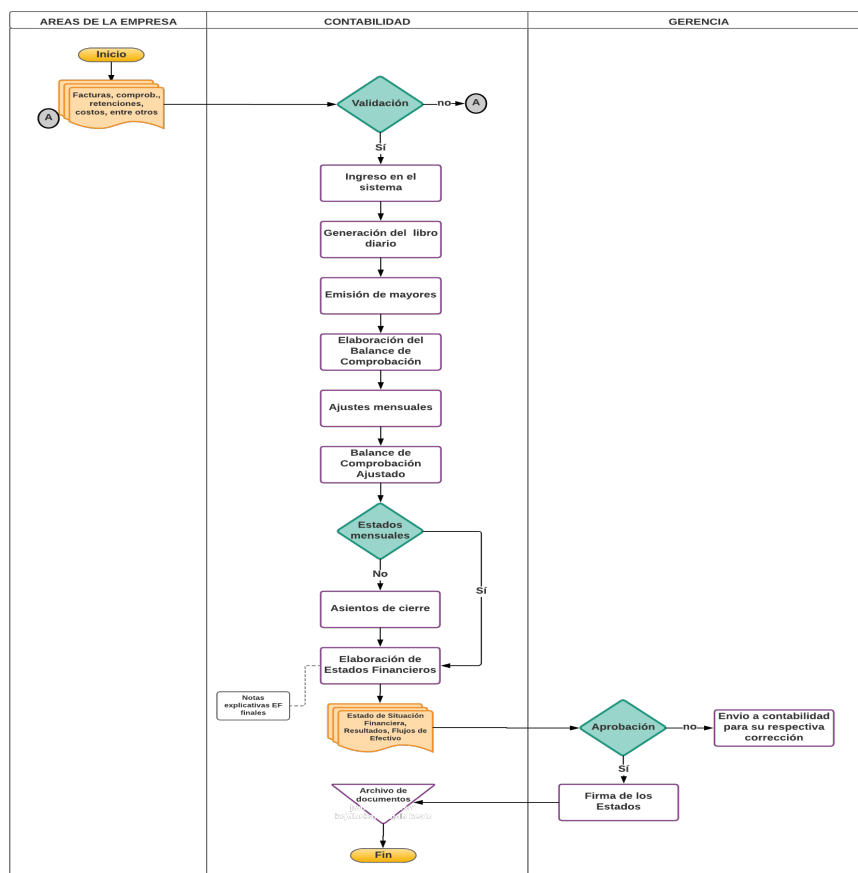 AREAS DE LA EMPRESA
CONTABILIDAD
GERENCIA
Inicio
Facturas, comprob.,
retenciones,
costos, entre otros
A
Validación
no
A
Sí
Ingreso en el
sistema
Generación del libro
diario
Emisión de mayores
Elaboración del
Balance de
Comprobación
Ajustes mensuales
Balance de
Comprobación
Ajustado
Estados
mensuales
No
Sí
Asientos de cierre
Elaboración de
Estados Financieros
Notas
explicativas EF
finales
Estado de Situación
Financiera,
Resultados, Flujos de
Efectivo
Aprobación
no
Envio a contabilidad
para su respectiva
corrección
Sí
Firma de los
Estados
Archivo de
documentos
Fin